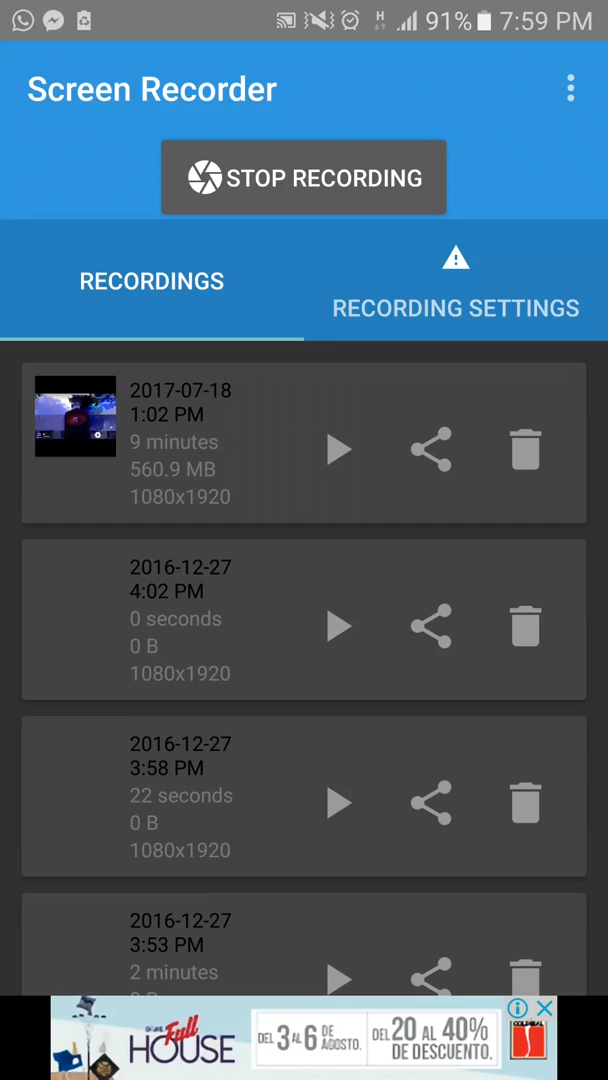 91% 7:59 PM
Screen Recorder
STOP RECORDING
RECORDINGS
RECORDING SETTINGS
2017-07-18
1:02 PM
9 minutes
560.9 MB
1080x1920
2016-12-27
4:02 PM
0 seconds
0 B
1080x1920
2016-12-27
3:58 PM
22 seconds
0 B
1080x1920
2016-12-27
3:53 PM
2 minutes
Full
HOUSE
DEL 3 AL 6 DE AGOSTO.
DEL 20 AL 40% DE DESCUENTO.